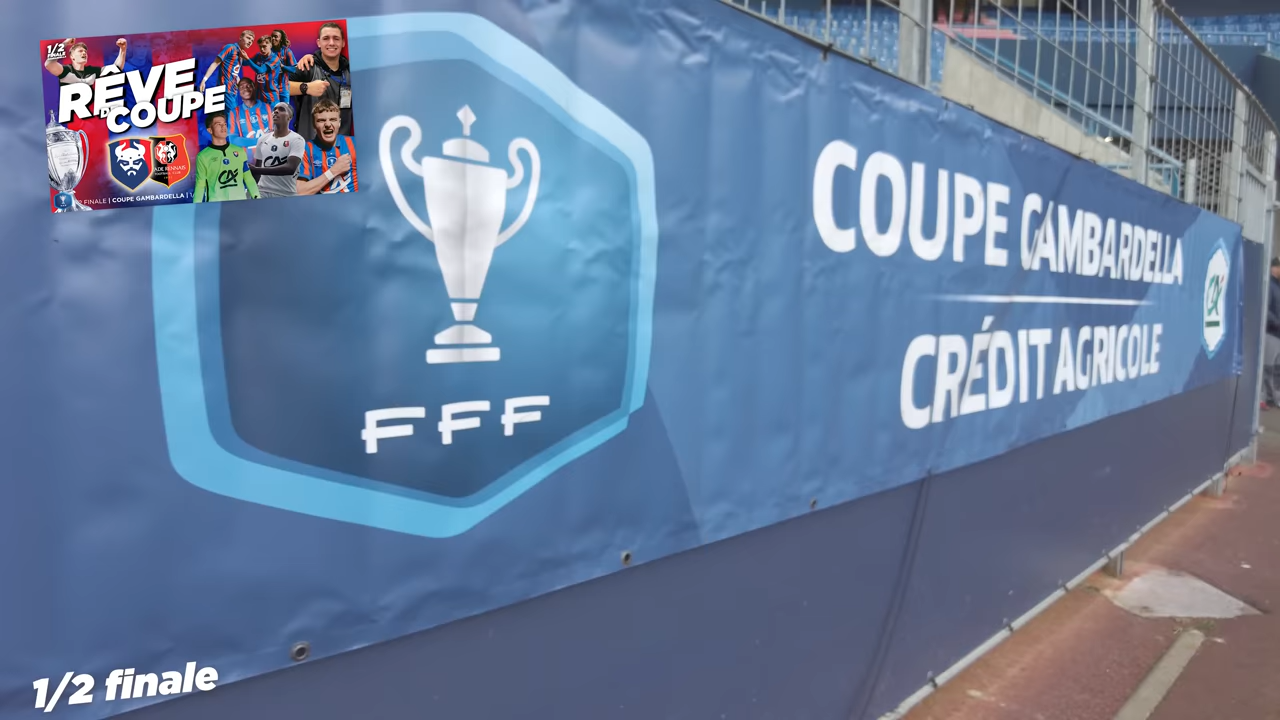 1/2
FINALE
RÊVE
DE
COUPE
CA
CA
FINALE | COUPE GAMBARDELLA |
FFF
COUPE GAMBARDELLA
CRÉDIT AGRICOLE
CA
1/2 finale